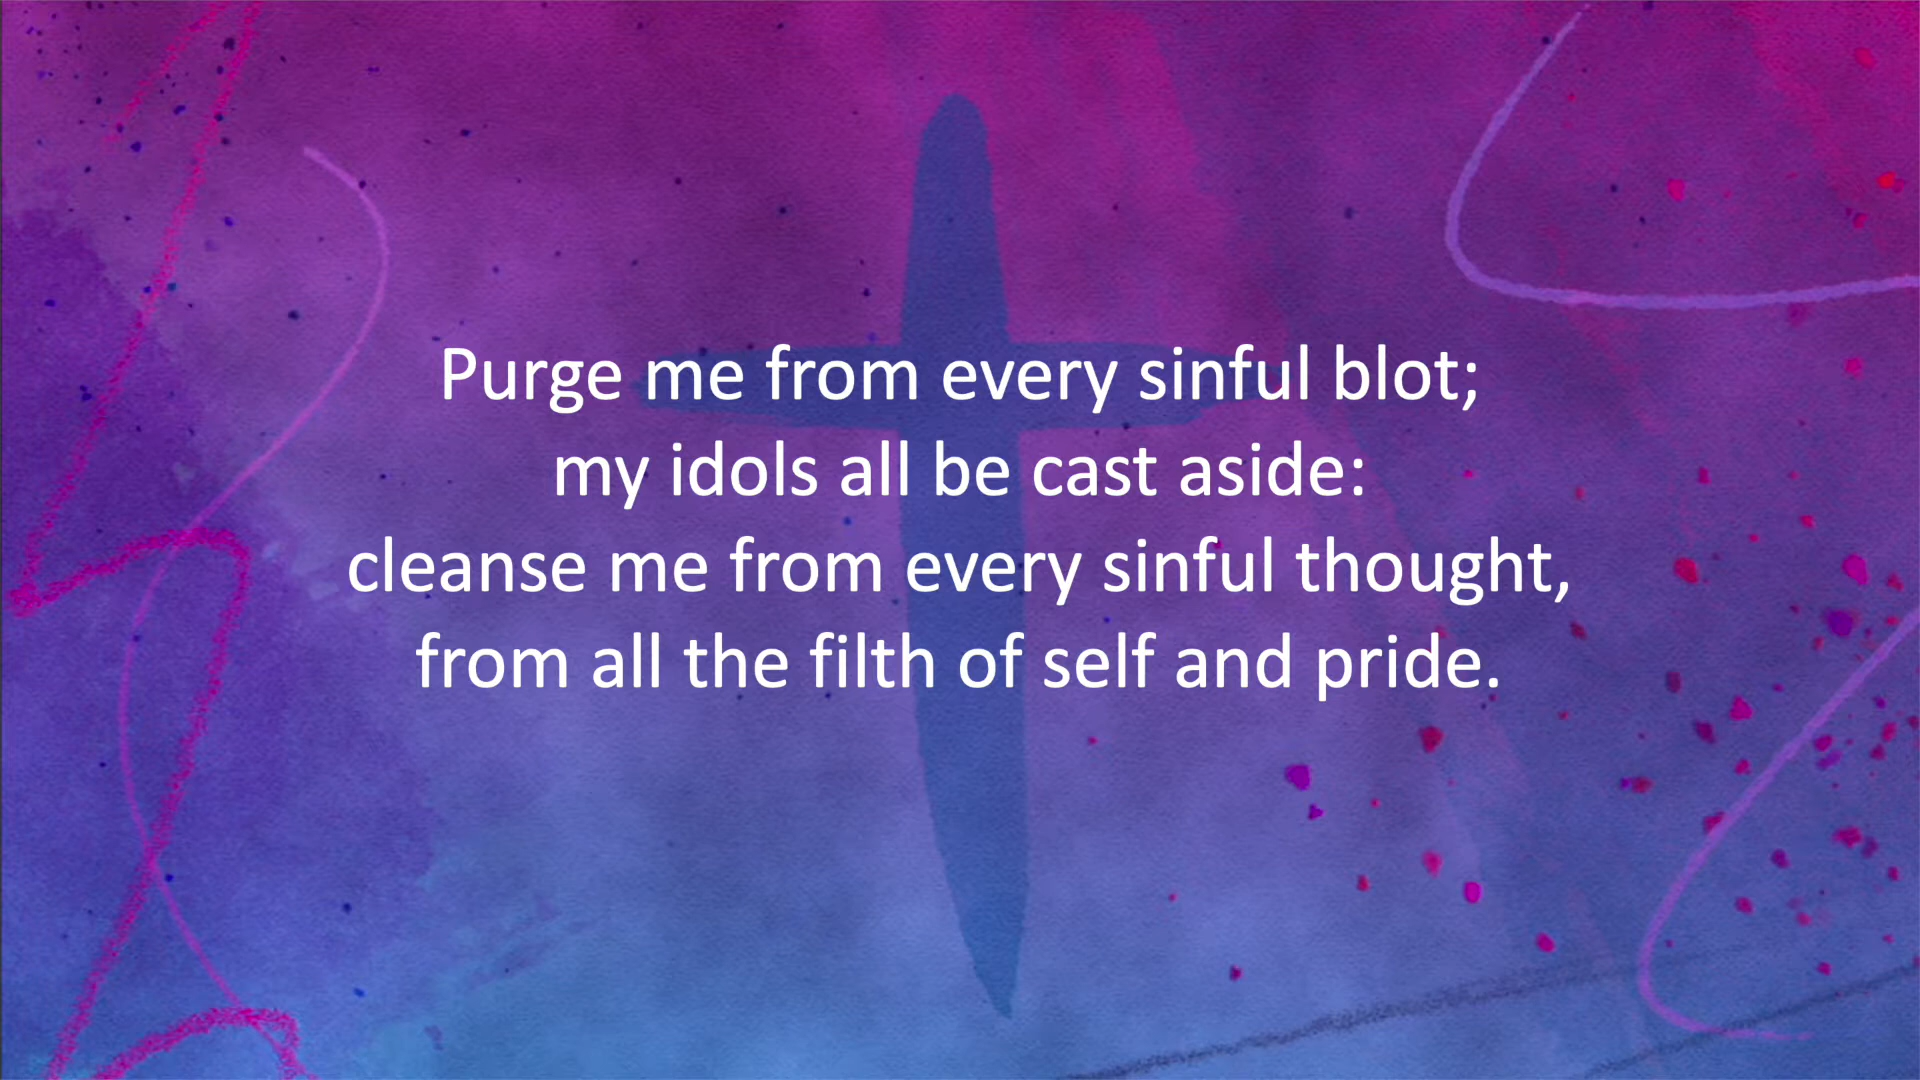 Purge me from every sinful blot;
my idols all be cast aside:
cleanse me from every sinful thought,
from all the filth of self and pride.